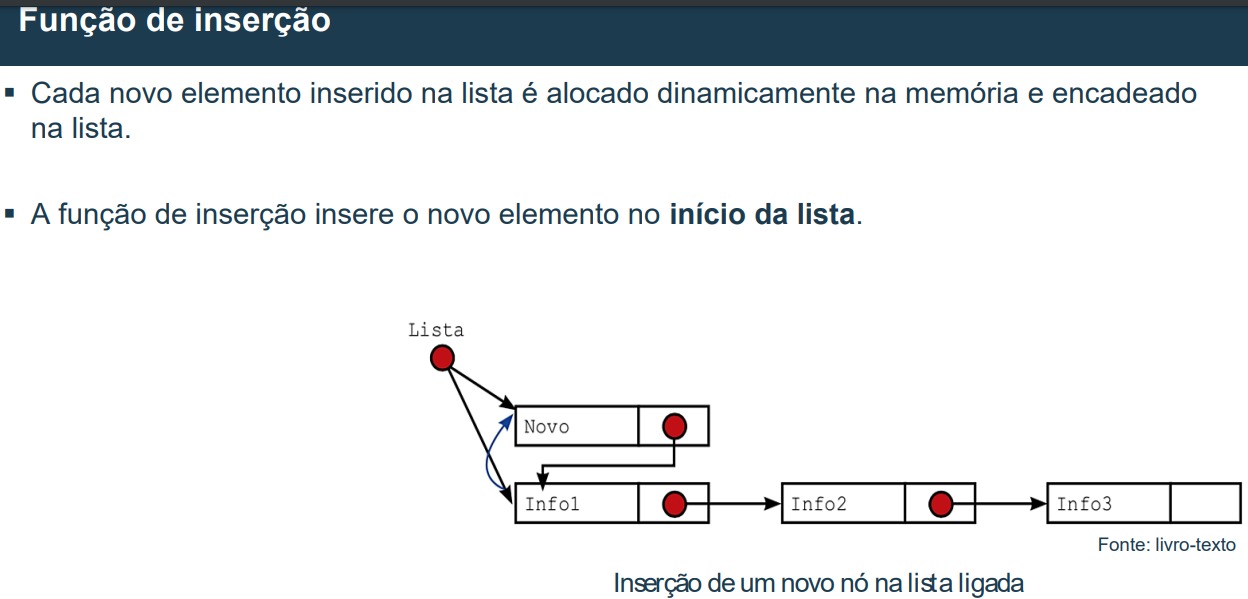 Função de inserção
▪ Cada novo elemento inserido na lista é alocado dinamicamente na memória e encadeado
na lista.
▪ A função de inserção insere o novo elemento no início da lista.
Lista
Novo
Info1 Info2 Info3
Fonte: livro-texto
Inserção de um novo nó na lista ligada